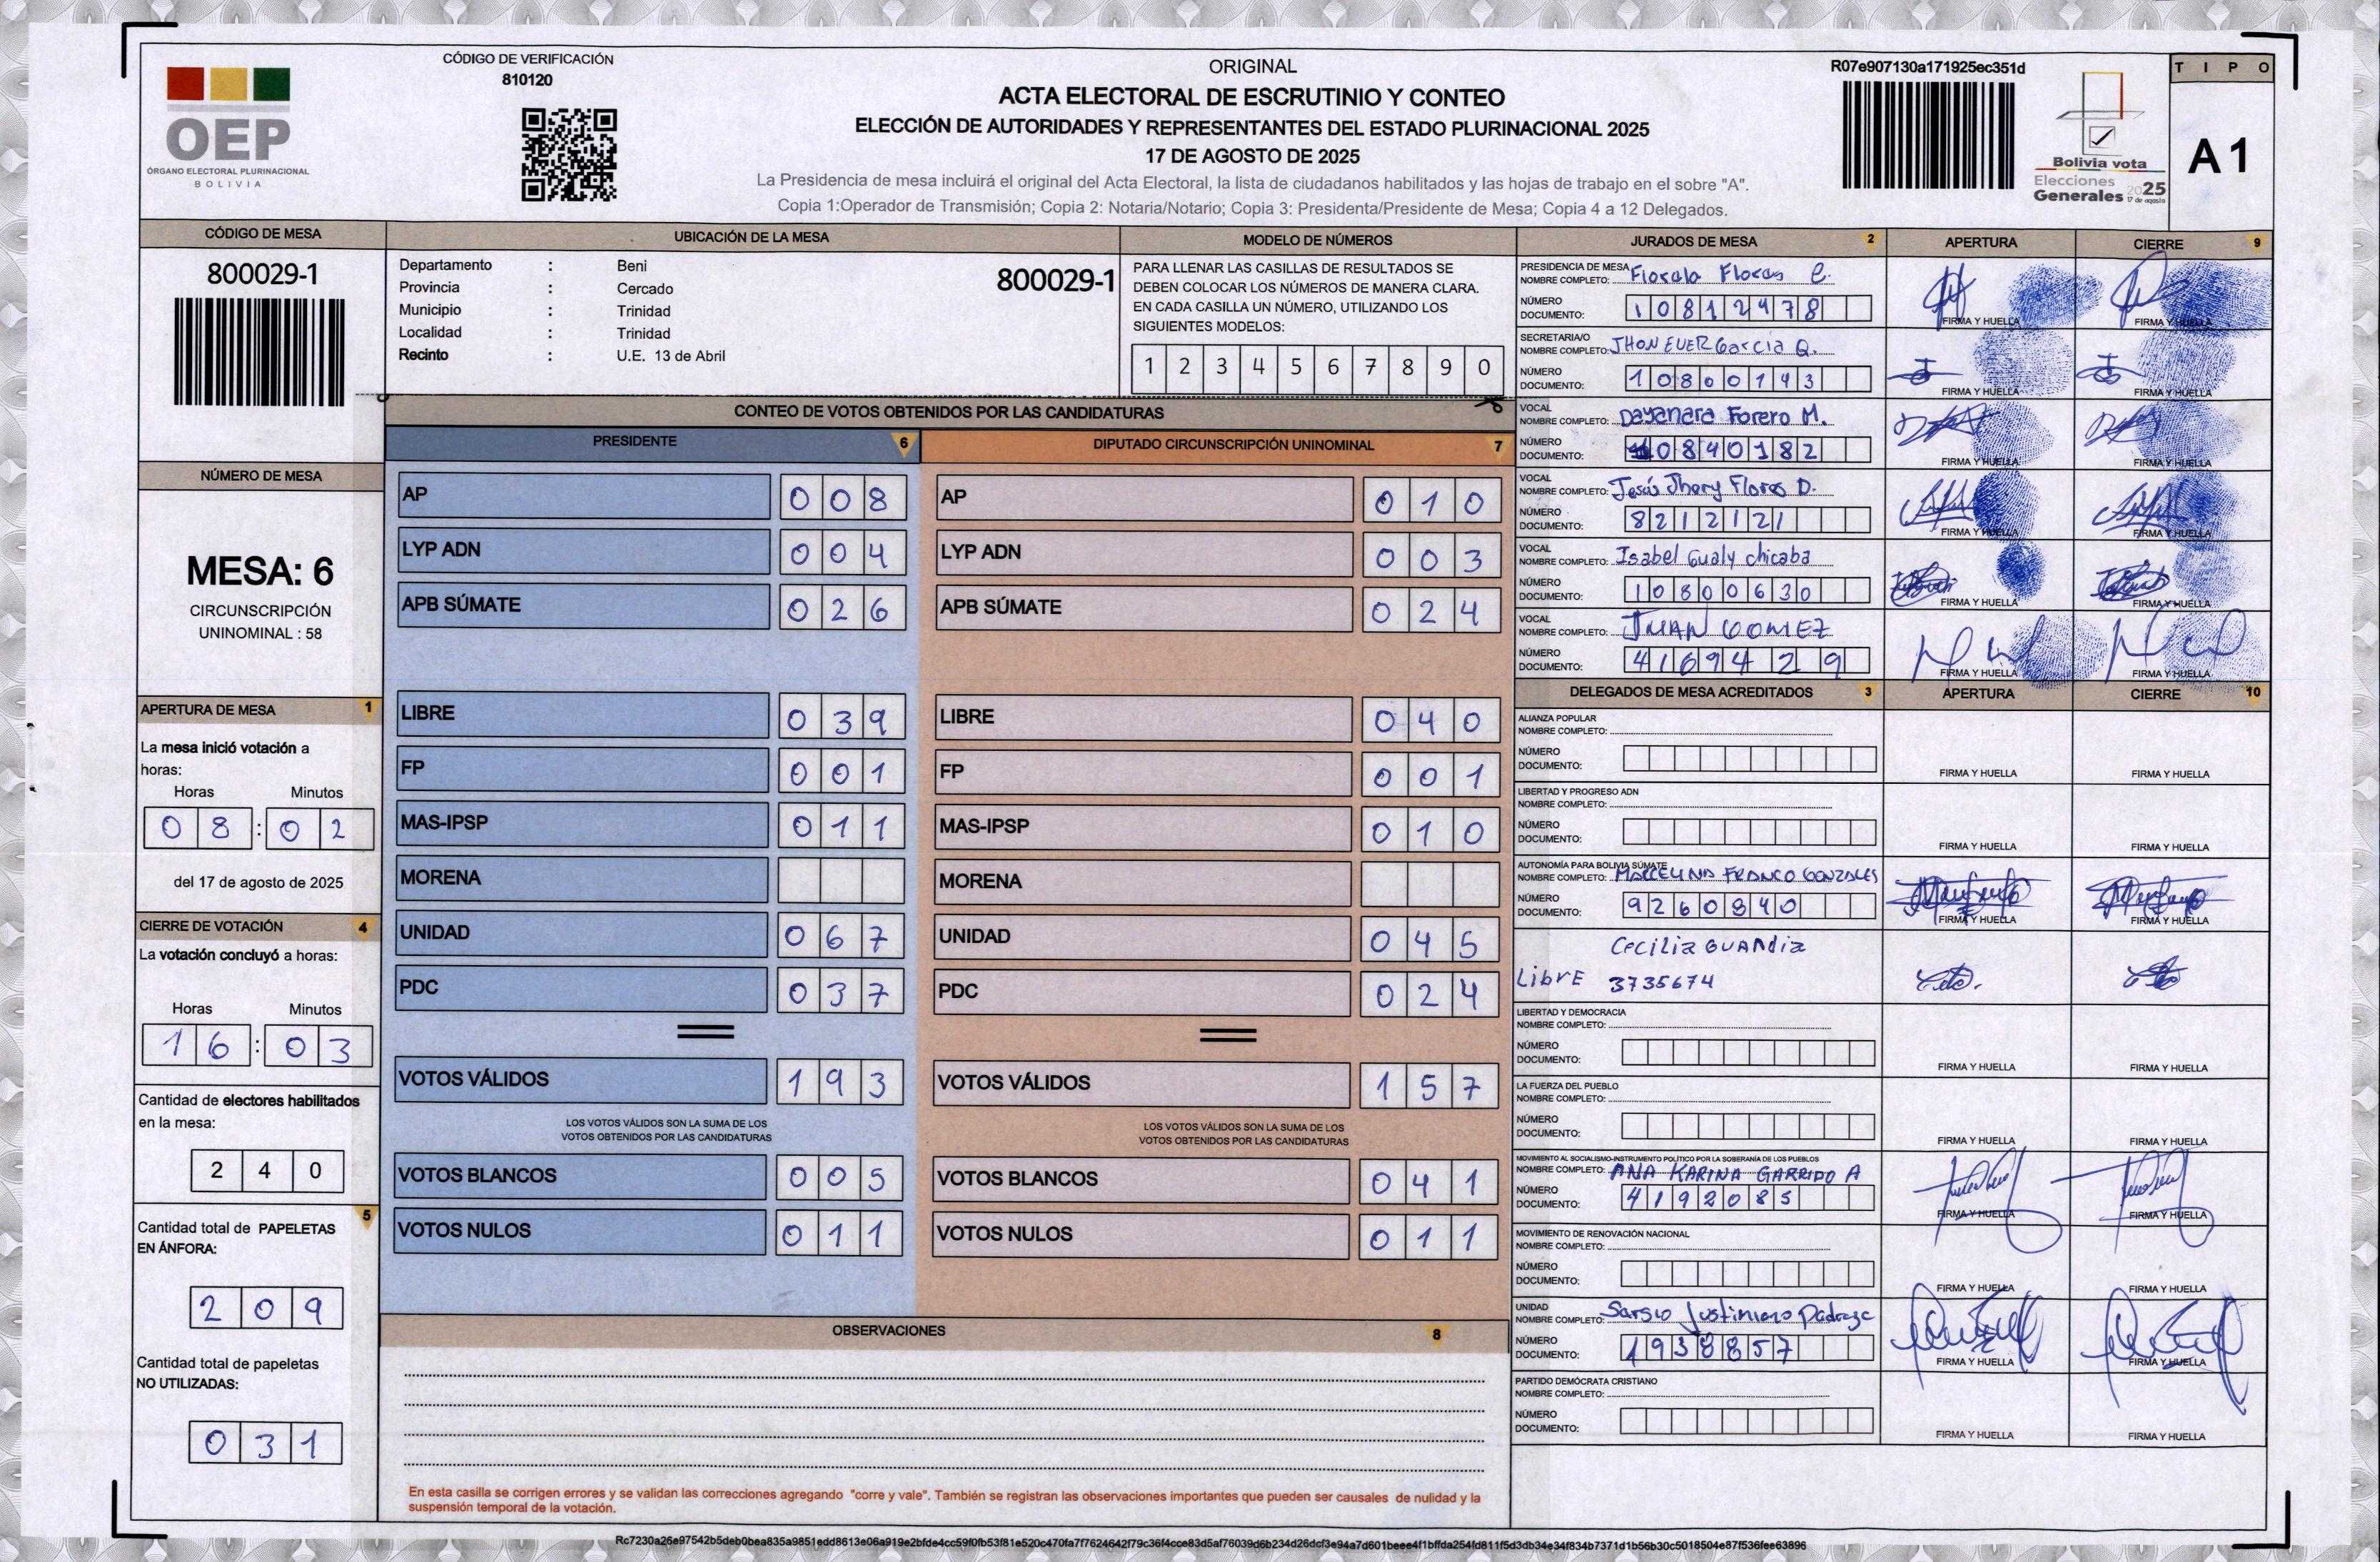 CÓDIGO DE VERIFICACIÓN
810120
OEP
ÓRGANO ELECTORAL PLURINACIONAL
BOLIVIA
ORIGINAL
ACTA ELECTORAL DE ESCRUTINIO Y CONTEO
ELECCIÓN DE AUTORIDADES Y REPRESENTANTES DEL ESTADO PLURINACIONAL 2025
17 DE AGOSTO DE 2025
La Presidencia de mesa incluirá el original del Acta Electoral, la lista de ciudadanos habilitados y las hojas de trabajo en el sobre "A".
Copia 1:Operador de Transmisión; Copia 2: Notaria/Notario; Copia 3: Presidenta/Presidente de Mesa; Copia 4 a 12 Delegados.
R07e907130a171925ec351d
Bolivia vota
Elecciones
Generales 2025
17 de agosto
TIPO
A1
CÓDIGO DE MESA
800029-1
UBICACIÓN DE LA MESA
Departamento : Beni
Provincia : Cercado
Municipio : Trinidad
Localidad : Trinidad
Recinto : U.E. 13 de Abril
800029-1
MODELO DE NÚMEROS
PARA LLENAR LAS CASILLAS DE RESULTADOS SE
DEBEN COLOCAR LOS NÚMEROS DE MANERA CLARA.
EN CADA CASILLA UN NÚMERO, UTILIZANDO LOS
SIGUIENTES MODELOS:
1 2 3 4 5 6 7 8 9 0
NÚMERO DE MESA
MESA: 6
CIRCUNSCRIPCIÓN
UNINOMINAL : 58
APERTURA DE MESA 1
La mesa inició votación a
horas:
Horas Minutos
08:02
del 17 de agosto de 2025
CIERRE DE VOTACIÓN 4
La votación concluyó a horas:
Horas Minutos
16:03
Cantidad de electores habilitados
en la mesa:
240
5
Cantidad total de PAPELETAS
EN ÁNFORA:
209
Cantidad total de papeletas
NO UTILIZADAS:
031
CONTEO DE VOTOS OBTENIDOS POR LAS CANDIDATURAS
PRESIDENTE 6
AP 008
LYP ADN 004
APB SÚMATE 026
LIBRE 039
FP 001
MAS-IPSP 011
MORENA
UNIDAD 067
PDC 037
VOTOS VÁLIDOS 193
LOS VOTOS VÁLIDOS SON LA SUMA DE LOS
VOTOS OBTENIDOS POR LAS CANDIDATURAS
VOTOS BLANCOS 005
VOTOS NULOS 011
DIPUTADO CIRCUNSCRIPCIÓN UNINOMINAL 7
AP 010
LYP ADN 003
APB SÚMATE 024
LIBRE 040
FP 001
MAS-IPSP 010
MORENA
UNIDAD 045
PDC 024
VOTOS VÁLIDOS 157
LOS VOTOS VÁLIDOS SON LA SUMA DE LOS
VOTOS OBTENIDOS POR LAS CANDIDATURAS
VOTOS BLANCOS 041
VOTOS NULOS 011
OBSERVACIONES 8
En esta casilla se corrigen errores y se validan las correcciones agregando "corre y vale". También se registran las observaciones importantes que pueden ser causales de nulidad y la
suspensión temporal de la votación.
JURADOS DE MESA 2 APERTURA CIERRE 9
PRESIDENCIA DE MESA
NOMBRE COMPLETO: Fiorala Flores C.
NÚMERO
DOCUMENTO: 10812478
FIRMA Y HUELLA FIRMA Y HUELLA
SECRETARIA/O
NOMBRE COMPLETO: JHON EVER Garcia Q.
NÚMERO
DOCUMENTO: 10800143
FIRMA Y HUELLA FIRMA Y HUELLA
VOCAL
NOMBRE COMPLETO: Dayanara Forero M.
NÚMERO
DOCUMENTO: 10840182
FIRMA Y HUELLA FIRMA Y HUELLA
VOCAL
NOMBRE COMPLETO: Jesús Jhery Flores D.
NÚMERO
DOCUMENTO: 8212121
FIRMA Y HUELLA FIRMA Y HUELLA
VOCAL
NOMBRE COMPLETO: Isabel Gualy chicaba
NÚMERO
DOCUMENTO: 10800630
FIRMA Y HUELLA FIRMA Y HUELLA
VOCAL
NOMBRE COMPLETO: JUAN GOMEZ
NÚMERO
DOCUMENTO: 4169429
FIRMA Y HUELLA FIRMA Y HUELLA
DELEGADOS DE MESA ACREDITADOS 3 APERTURA CIERRE 10
ALIANZA POPULAR
NOMBRE COMPLETO:
NÚMERO
DOCUMENTO:
FIRMA Y HUELLA FIRMA Y HUELLA
LIBERTAD Y PROGRESO ADN
NOMBRE COMPLETO:
NÚMERO
DOCUMENTO:
FIRMA Y HUELLA FIRMA Y HUELLA
AUTONOMÍA PARA BOLIVIA SÚMATE
NOMBRE COMPLETO: MARCELINA FRANCO GONZALES
NÚMERO
DOCUMENTO: 9260840
FIRMA Y HUELLA FIRMA Y HUELLA
Cecilia GUARdia
LibrE 3735674
LIBERTAD Y DEMOCRACIA
NOMBRE COMPLETO:
NÚMERO
DOCUMENTO:
FIRMA Y HUELLA FIRMA Y HUELLA
LA FUERZA DEL PUEBLO
NOMBRE COMPLETO:
NÚMERO
DOCUMENTO:
FIRMA Y HUELLA FIRMA Y HUELLA
MOVIMIENTO AL SOCIALISMO-INSTRUMENTO POLÍTICO POR LA SOBERANÍA DE LOS PUEBLOS
NOMBRE COMPLETO: ANA KARINA GARRIDO A
NÚMERO
DOCUMENTO: 4192085
FIRMA Y HUELLA FIRMA Y HUELLA
MOVIMIENTO DE RENOVACIÓN NACIONAL
NOMBRE COMPLETO:
NÚMERO
DOCUMENTO:
FIRMA Y HUELLA FIRMA Y HUELLA
UNIDAD
NOMBRE COMPLETO: Sergio Justiniano Pedraza
NÚMERO
DOCUMENTO: 1938857
FIRMA Y HUELLA FIRMA Y HUELLA
PARTIDO DEMÓCRATA CRISTIANO
NOMBRE COMPLETO:
NÚMERO
DOCUMENTO:
FIRMA Y HUELLA FIRMA Y HUELLA